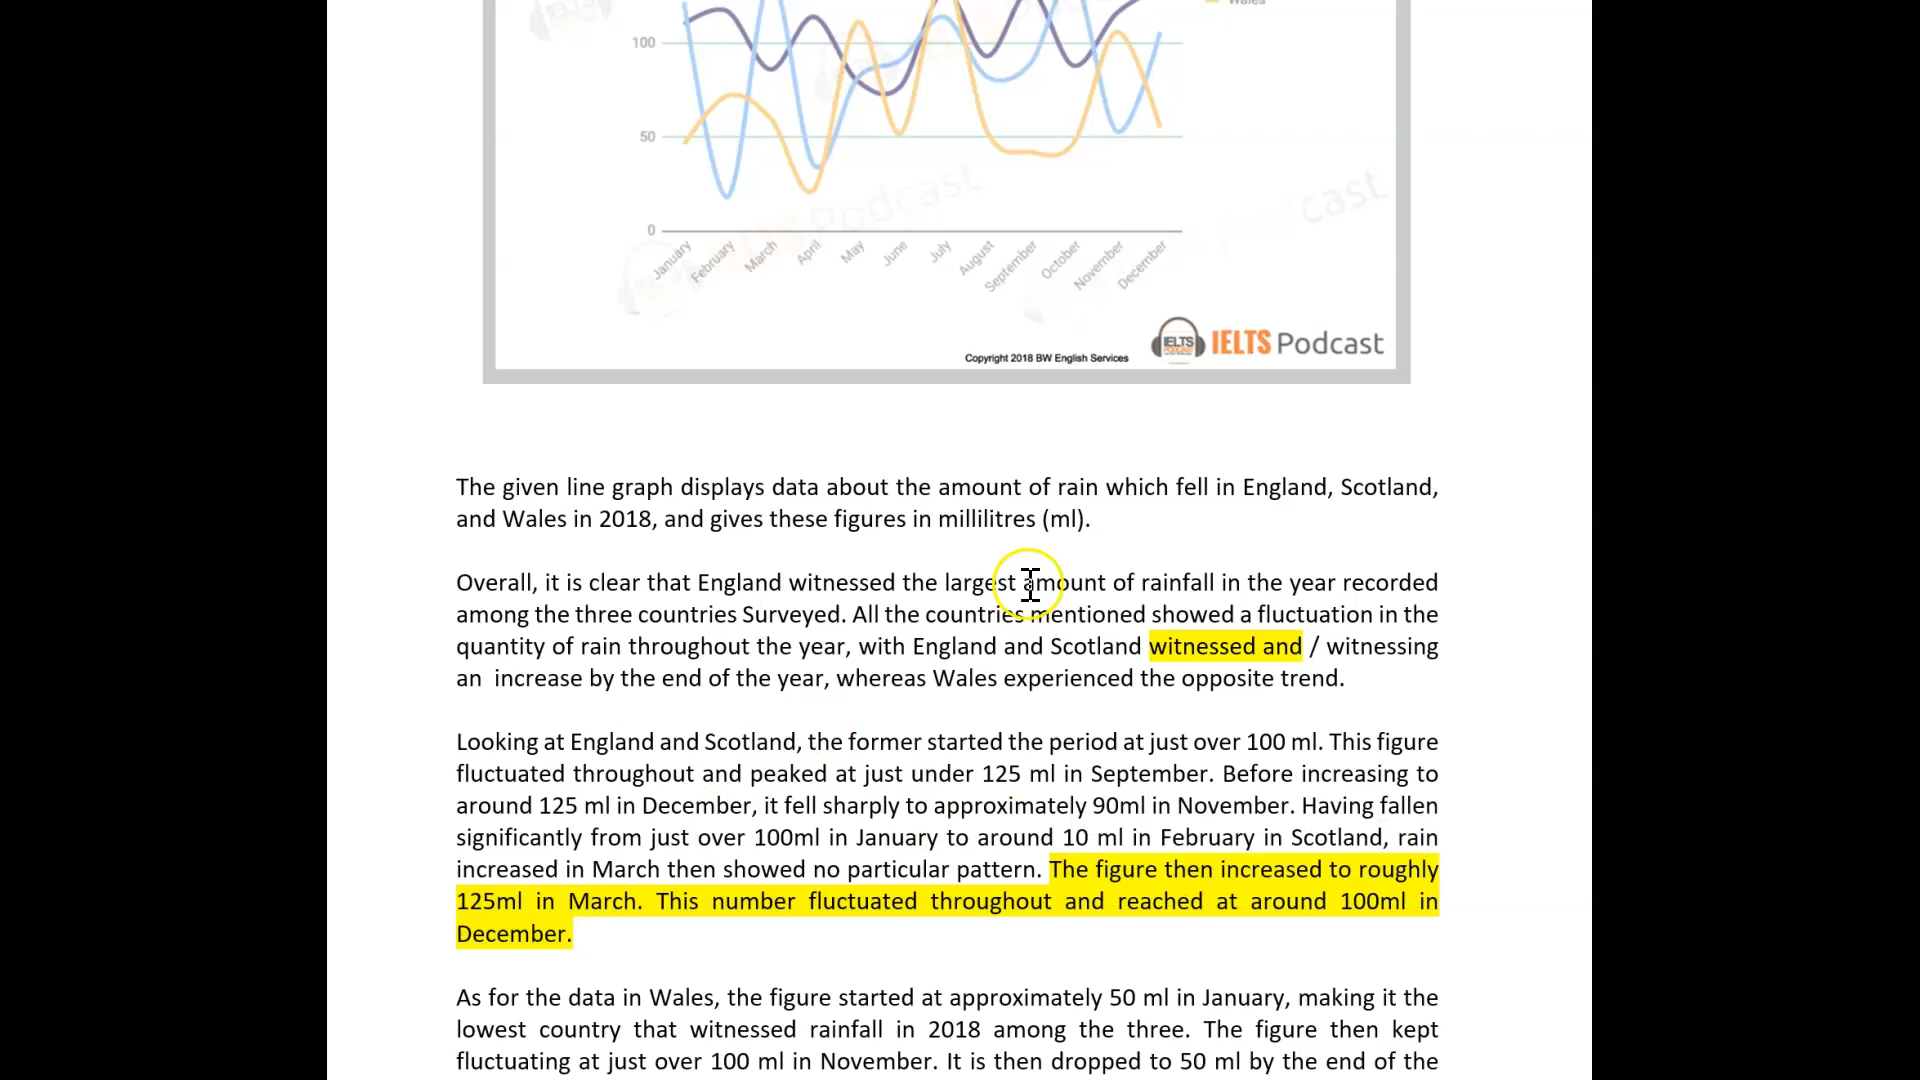 Wales
100
50
0
January
February
March
April
May
June
July
August
September
October
November
December
Podcast
Podcast
IELTS
PODCAST
IELTS Podcast
Copyright 2018 BW English Services
The given line graph displays data about the amount of rain which fell in England, Scotland,
and Wales in 2018, and gives these figures in millilitres (ml).
Overall, it is clear that England witnessed the largest amount of rainfall in the year recorded
among the three countries Surveyed. All the countries mentioned showed a fluctuation in the
quantity of rain throughout the year, with England and Scotland witnessed and / witnessing
an increase by the end of the year, whereas Wales experienced the opposite trend.
Looking at England and Scotland, the former started the period at just over 100 ml. This figure
fluctuated throughout and peaked at just under 125 ml in September. Before increasing to
around 125 ml in December, it fell sharply to approximately 90ml in November. Having fallen
significantly from just over 100ml in January to around 10 ml in February in Scotland, rain
increased in March then showed no particular pattern. The figure then increased to roughly
125ml in March. This number fluctuated throughout and reached at around 100ml in
December.
As for the data in Wales, the figure started at approximately 50 ml in January, making it the
lowest country that witnessed rainfall in 2018 among the three. The figure then kept
fluctuating at just over 100 ml in November. It is then dropped to 50 ml by the end of the